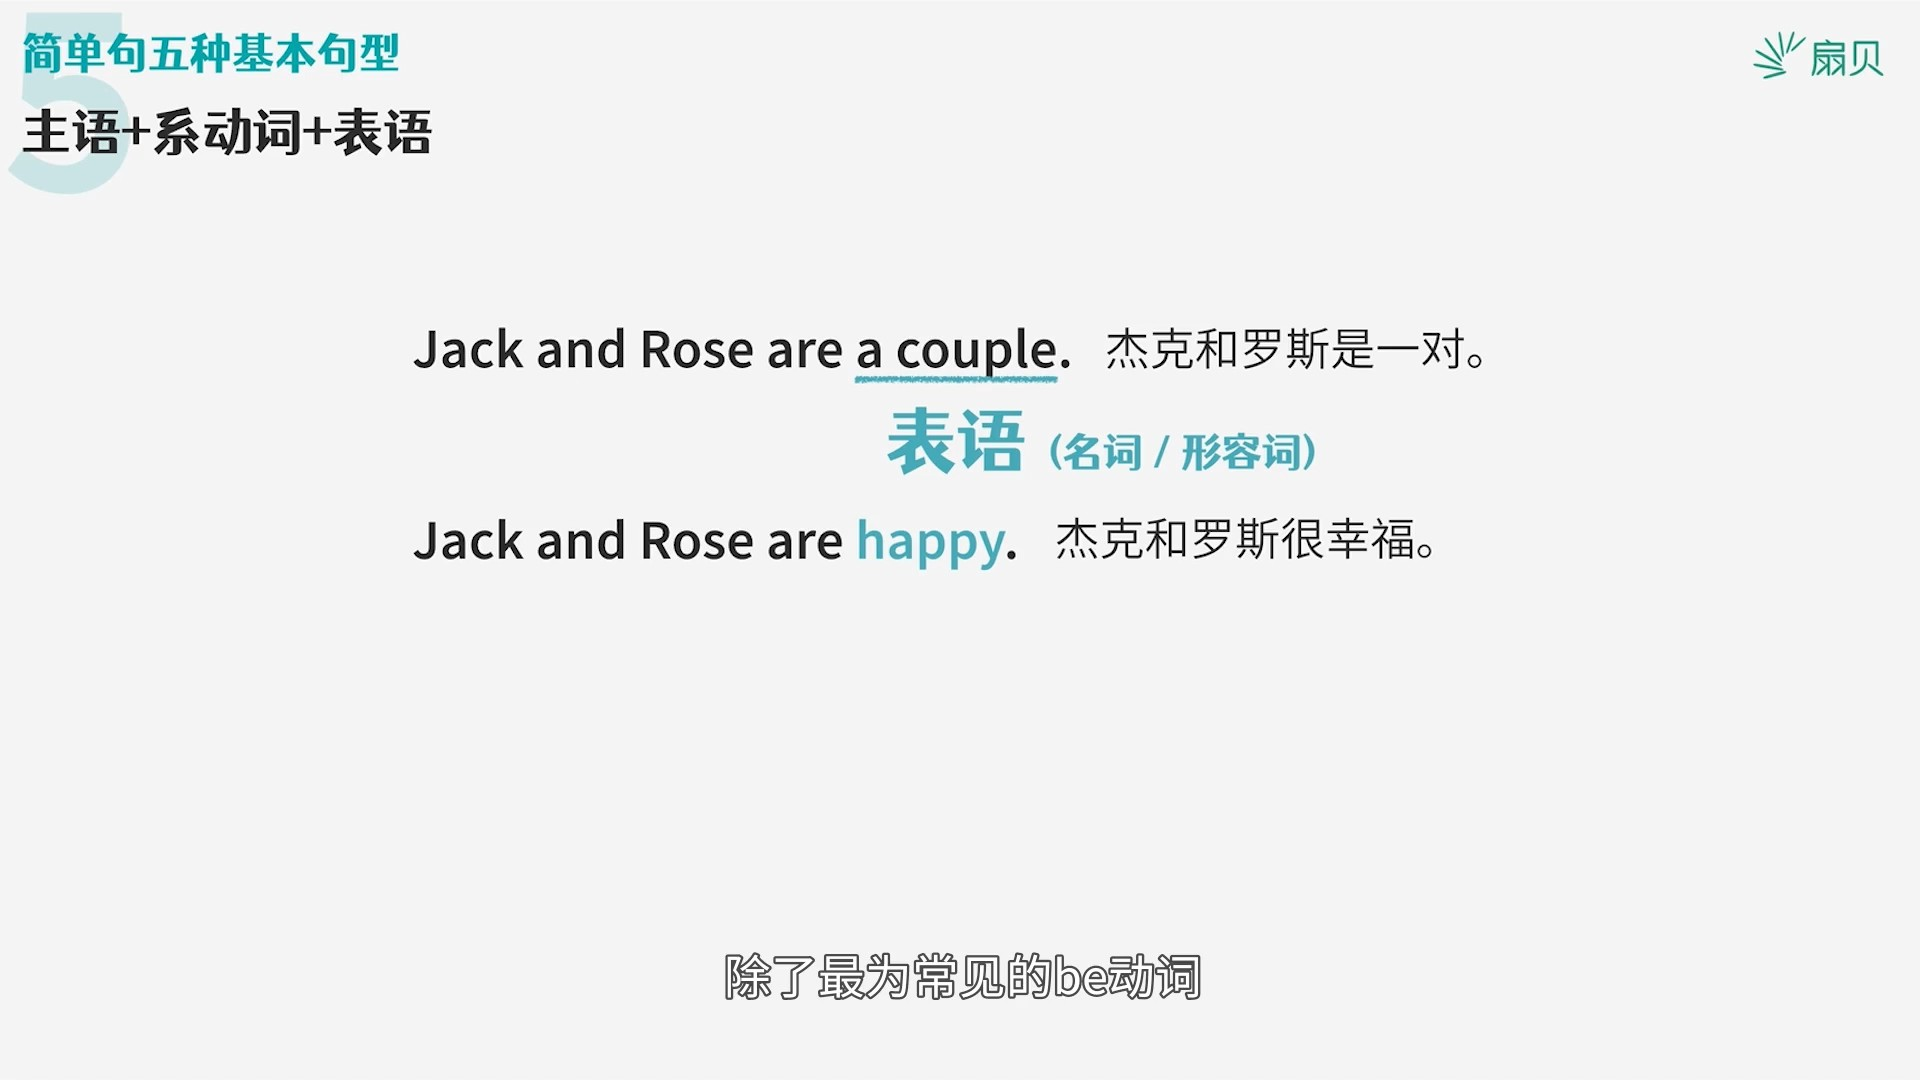 5
简单句五种基本句型
扇贝
主语+系动词+表语
Jack and Rose are a couple. 杰克和罗斯是一对。
表语（名词 / 形容词）
Jack and Rose are happy. 杰克和罗斯很幸福。
除了最为常见的be动词